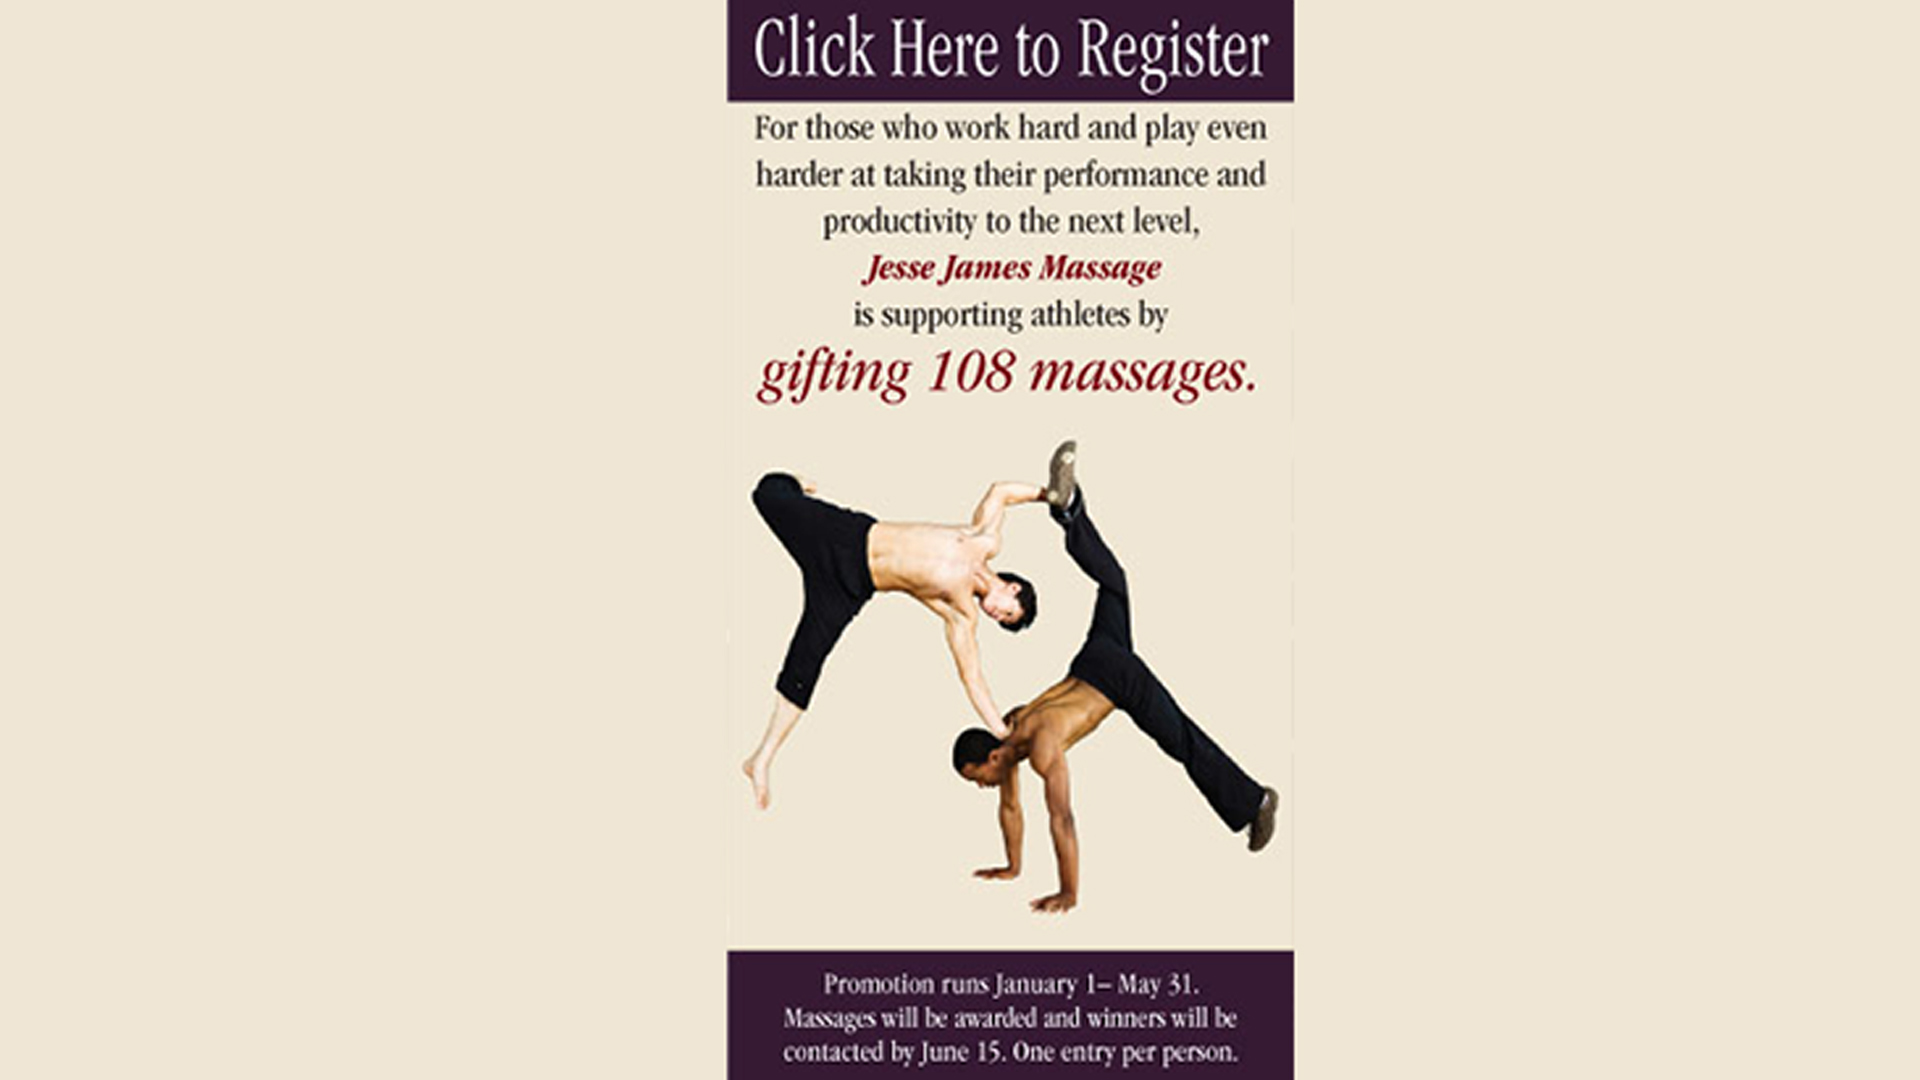 Click Here to Register
For those who work hard and play even
harder at taking their performance and
productivity to the next level,
Jesse James Massage
is supporting athletes by
gifting 108 massages.
Promotion runs January 1– May 31.
Massages will be awarded and winners will be
contacted by June 15. One entry per person.